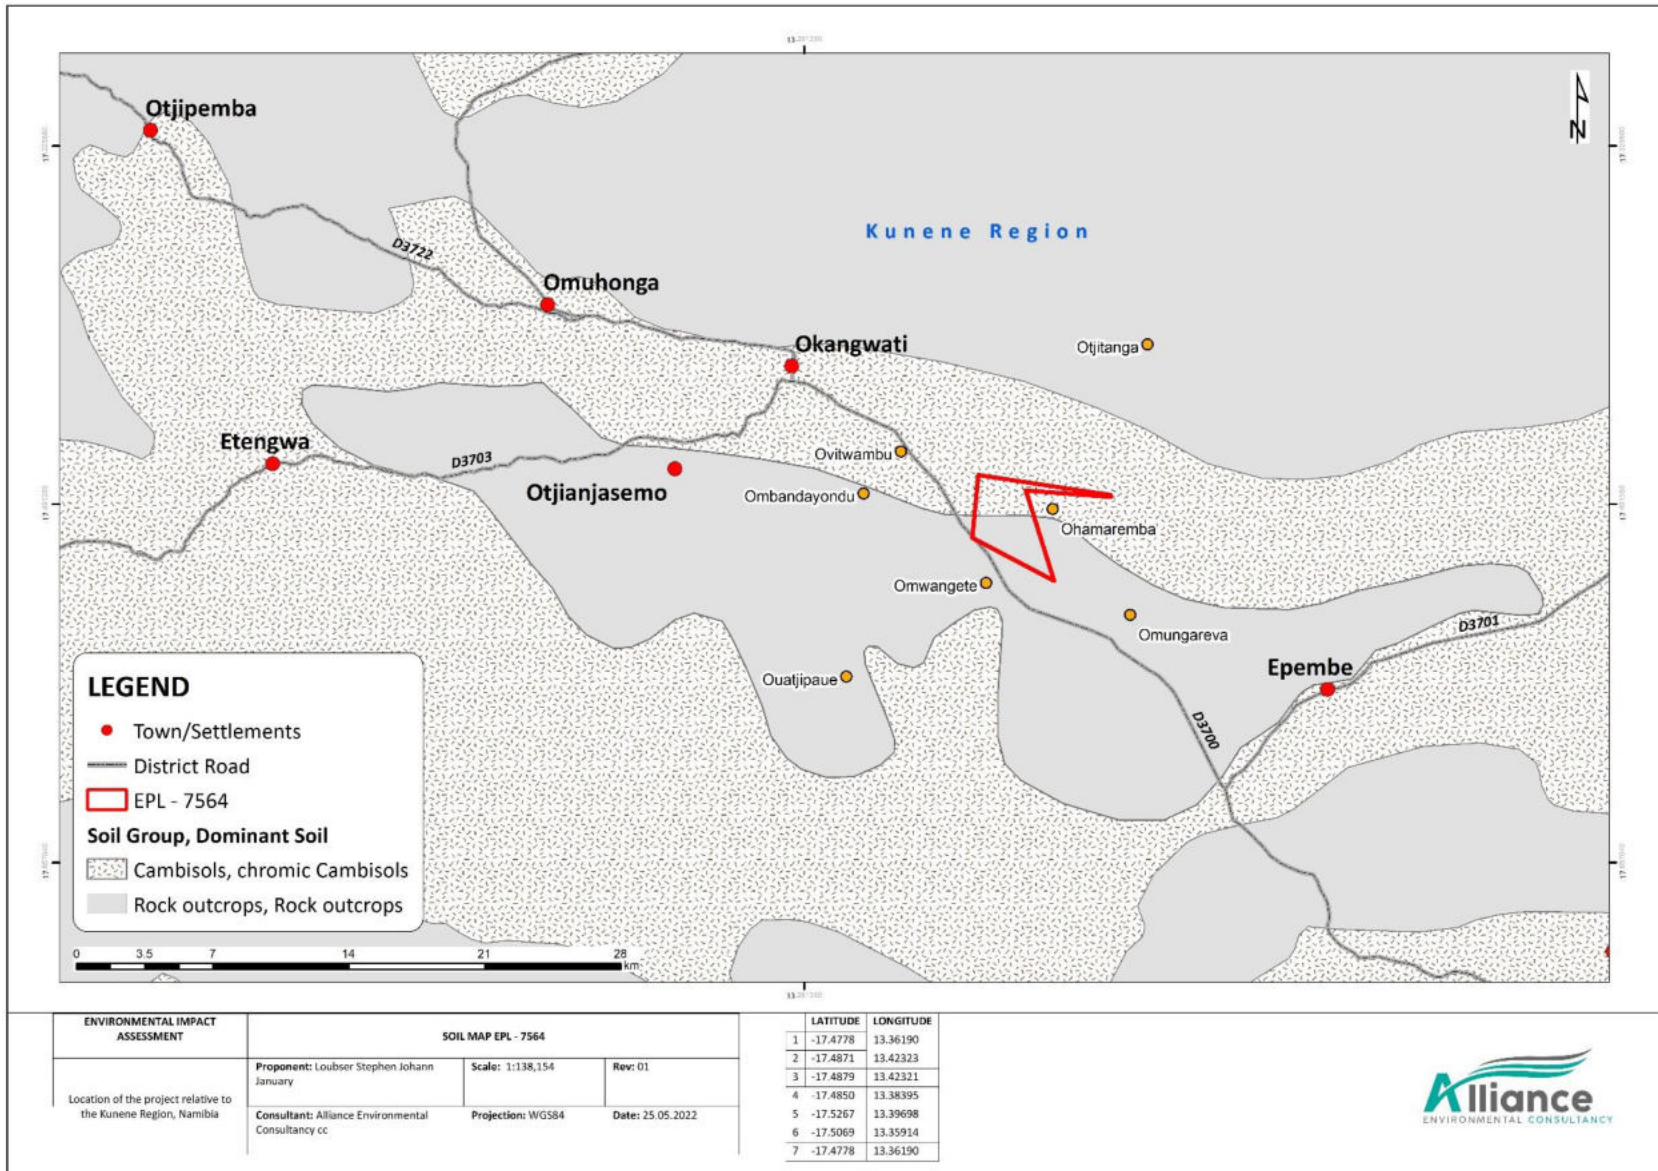 Otjipemba
Kunene Region
D3722
Omuhonga
Okangwati
Otjitanga
Etengwa
D3703
Ovitwambu
Otjianjasemo
Ombandayondu
Ohamaremba
Omwangete
Omungareva
D3701
Ouatjipaue
Epembe
D3700
N
LEGEND
Town/Settlements
District Road
EPL - 7564
Soil Group, Dominant Soil
Cambisols, chromic Cambisols
Rock outcrops, Rock outcrops
0 3.5 7 14 21 28
km
ENVIRONMENTAL IMPACT
ASSESSMENT
SOIL MAP EPL - 7564
Location of the project relative to
the Kunene Region, Namibia
Proponent: Loubser Stephen Johann
January
Scale: 1:138,154
Rev: 01
Consultant: Alliance Environmental
Consultancy cc
Projection: WGS84
Date: 25.05.2022
LATITUDE LONGITUDE
1 -17.4778 13.36190
2 -17.4871 13.42323
3 -17.4879 13.42321
4 -17.4850 13.38395
5 -17.5267 13.39698
6 -17.5069 13.35914
7 -17.4778 13.36190
Alliance
ENVIRONMENTAL CONSULTANCY